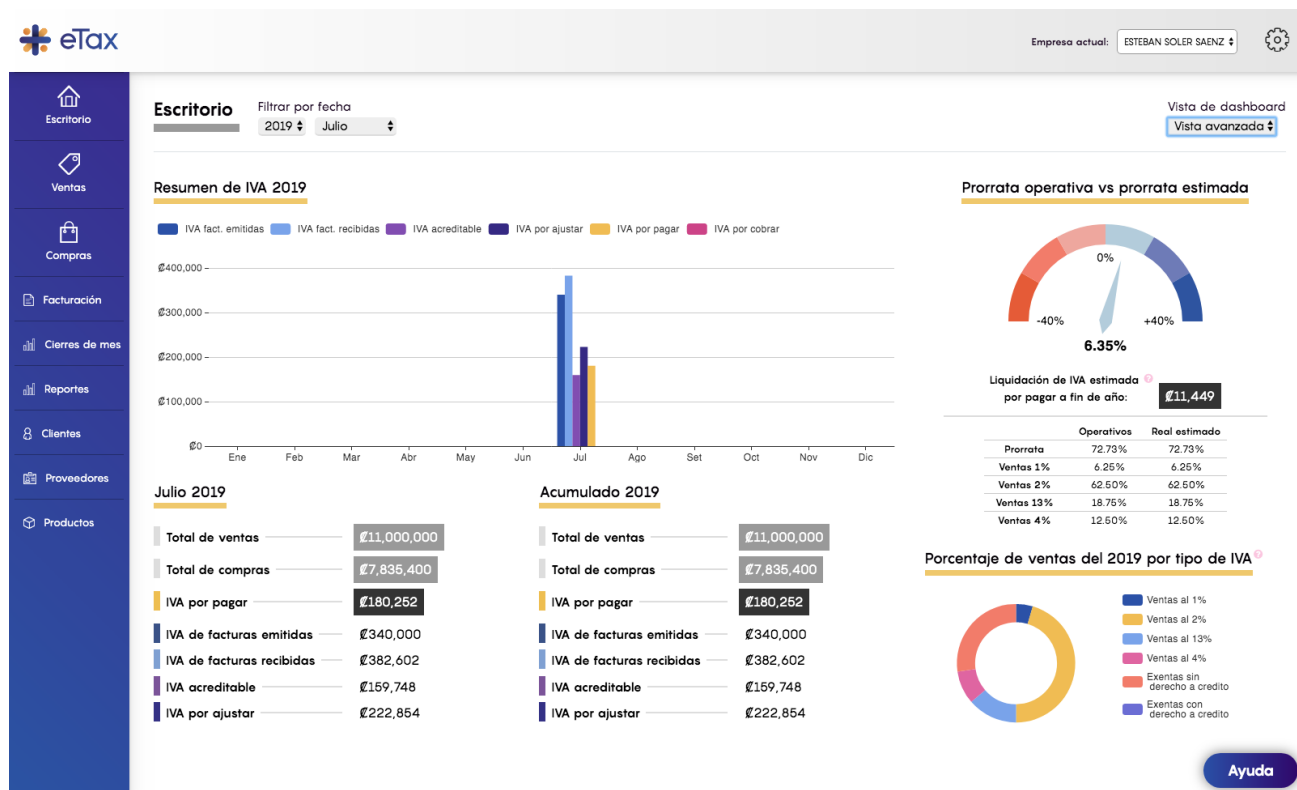 eTax
Empresa actual: ESTEBAN SOLER SAENZ
Escritorio
Ventas
Compras
Facturación
Cierres de mes
Reportes
Clientes
Proveedores
Productos
Escritorio
Filtrar por fecha
2019 Julio
Vista de dashboard
Vista avanzada
Resumen de IVA 2019
IVA fact. emitidas IVA fact. recibidas IVA acreditable IVA por ajustar IVA por pagar IVA por cobrar
₡400,000
₡300,000
₡200,000
₡100,000
₡0
Ene Feb Mar Abr May Jun Jul Ago Set Oct Nov Dic
Julio 2019
Total de ventas ₡11,000,000
Total de compras ₡7,835,400
IVA por pagar ₡180,252
IVA de facturas emitidas ₡340,000
IVA de facturas recibidas ₡382,602
IVA acreditable ₡159,748
IVA por ajustar ₡222,854
Acumulado 2019
Total de ventas ₡11,000,000
Total de compras ₡7,835,400
IVA por pagar ₡180,252
IVA de facturas emitidas ₡340,000
IVA de facturas recibidas ₡382,602
IVA acreditable ₡159,748
IVA por ajustar ₡222,854
Prorrata operativa vs prorrata estimada
0%
-40% +40%
6.35%
Liquidación de IVA estimada ?
por pagar a fin de año: ₡11,449
Operativos Real estimado
Prorrata 72.73% 72.73%
Ventas 1% 6.25% 6.25%
Ventas 2% 62.50% 62.50%
Ventas 13% 18.75% 18.75%
Ventas 4% 12.50% 12.50%
Porcentaje de ventas del 2019 por tipo de IVA ?
Ventas al 1%
Ventas al 2%
Ventas al 13%
Ventas al 4%
Exentas sin
derecho a credito
Exentas con
derecho a credito
Ayuda